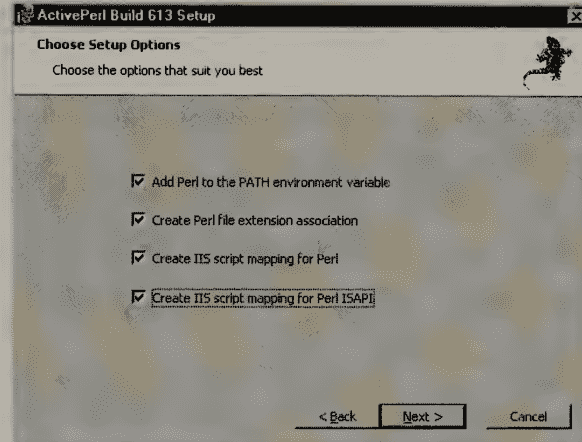 ActivePerl Build 613 Setup
Choose Setup Options
Choose the options that suit you best
Add Perl to the PATH environment variable
Create Perl file extension association
Create IIS script mapping for Perl
Create IIS script mapping for Perl ISAPI
< Back
Next >
Cancel